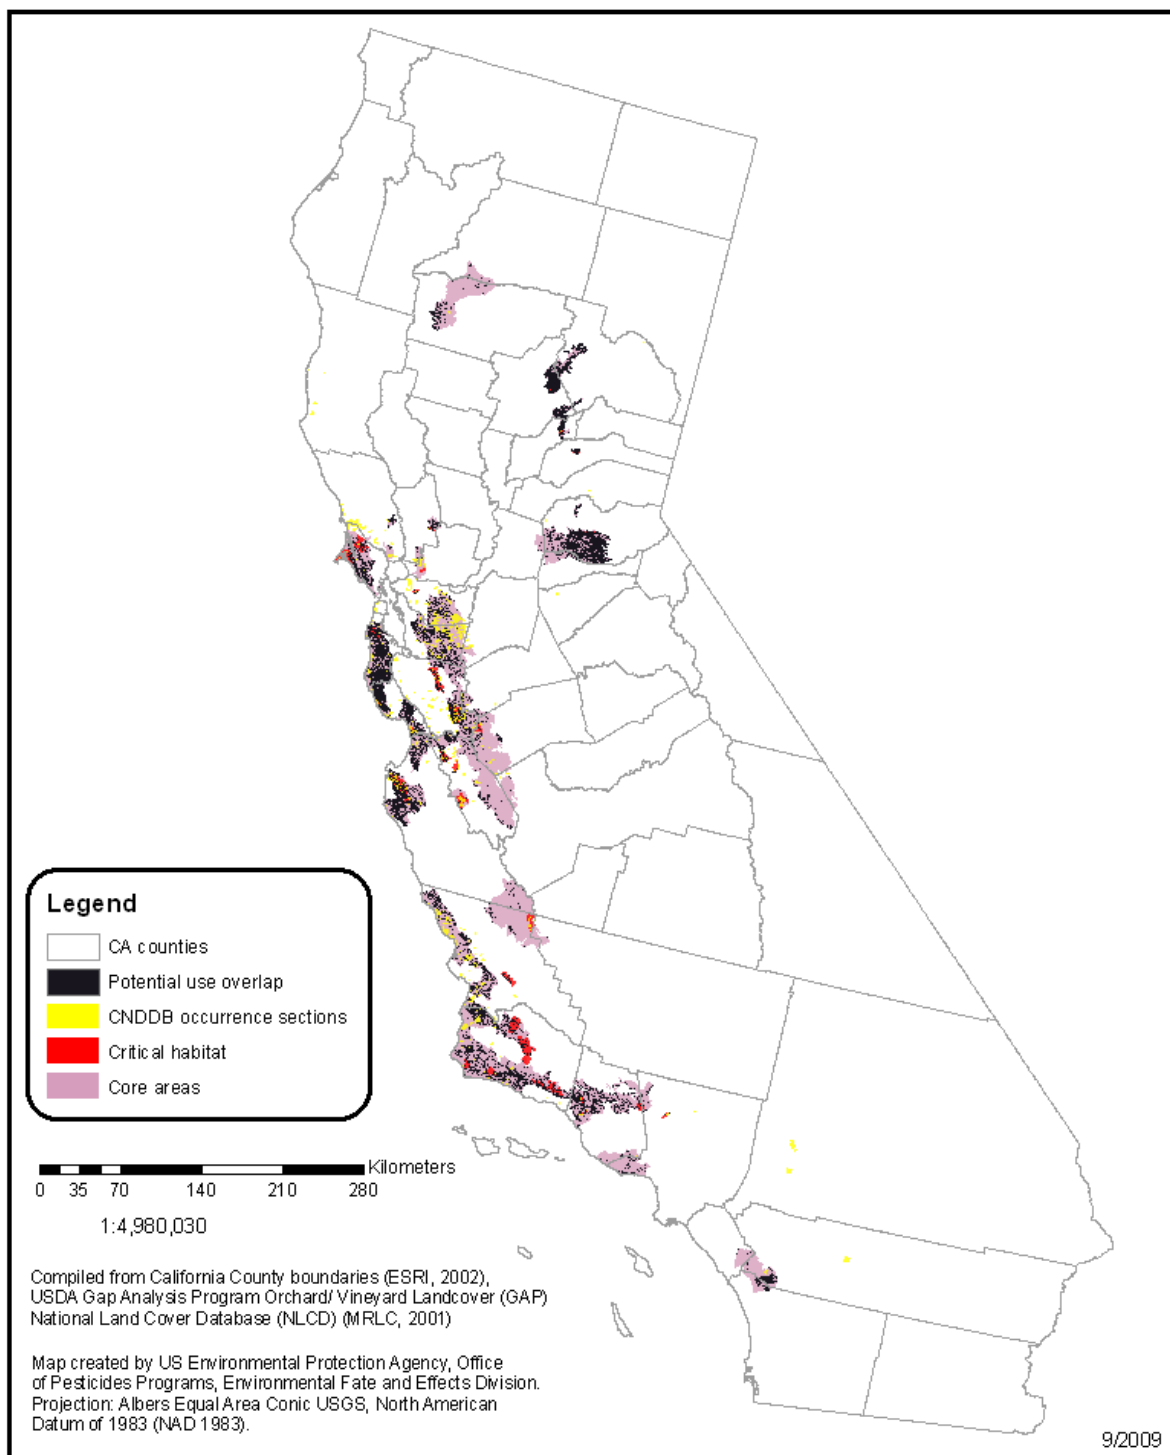 Legend
CA counties
Potential use overlap
CNDDB occurrence sections
Critical habitat
Core areas
Kilometers
0 35 70 140 210 280
1:4,980,030
Compiled from California County boundaries (ESRI, 2002),
USDA Gap Analysis Program Orchard/ Vineyard Landcover (GAP)
National Land Cover Database (NLCD) (MRLC, 2001)
Map created by US Environmental Protection Agency, Office
of Pesticides Programs, Environmental Fate and Effects Division.
Projection: Albers Equal Area Conic USGS, North American
Datum of 1983 (NAD 1983).
9/2009